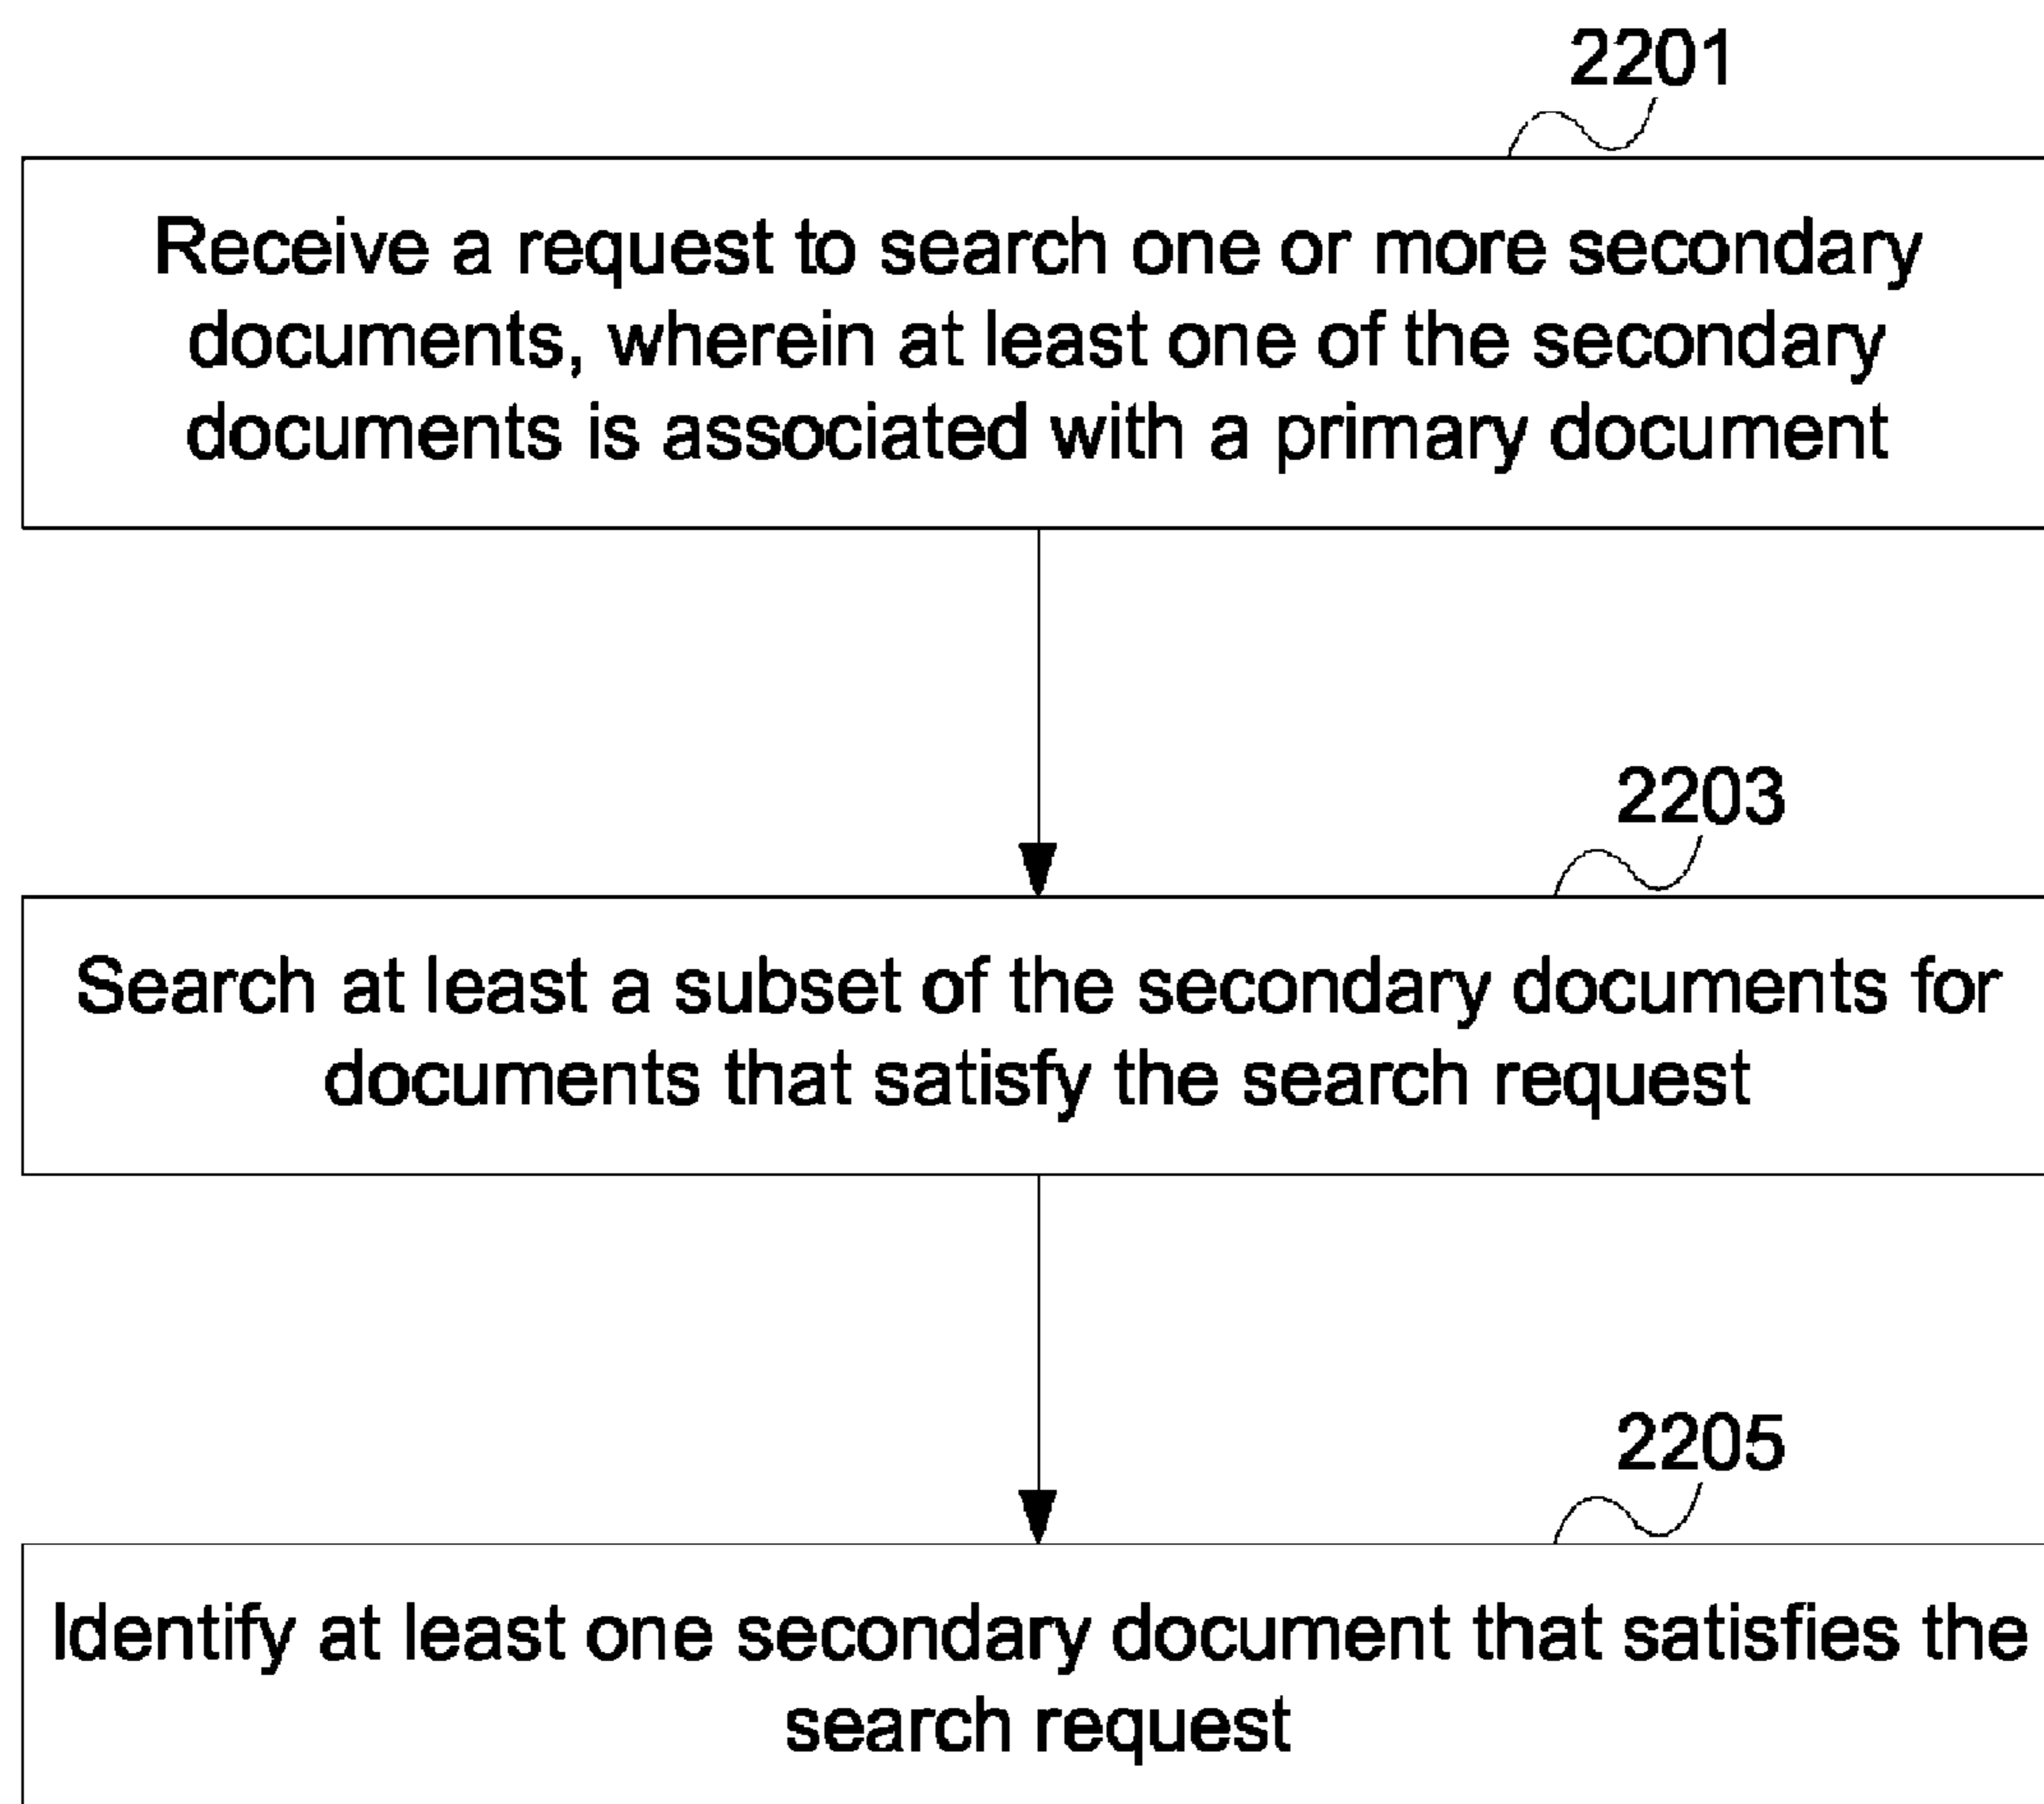 2201
Receive a request to search one or more secondary
documents, wherein at least one of the secondary
documents is associated with a primary document
2203
Search at least a subset of the secondary documents for
documents that satisfy the search request
2205
Identify at least one secondary document that satisfies the
search request